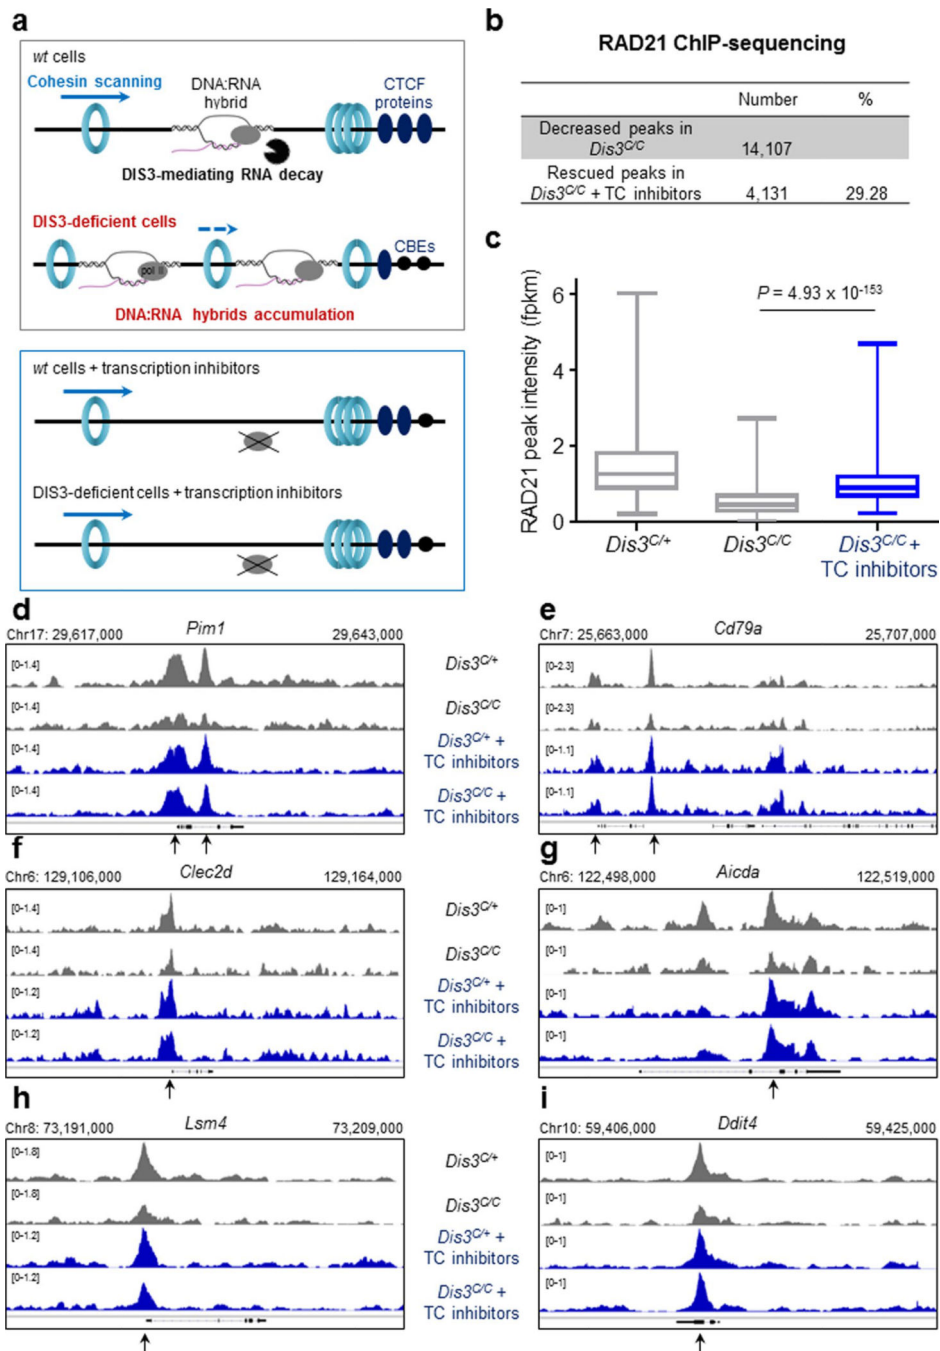 a
wt cells
Cohesin scanning
DNA:RNA
hybrid
CTCF
proteins
DIS3-mediating RNA decay
DIS3-deficient cells
CBEs
pol II
DNA:RNA hybrids accumulation
wt cells + transcription inhibitors
DIS3-deficient cells + transcription inhibitors
b
RAD21 ChIP-sequencing
Number %
Decreased peaks in
Dis3C/C 14,107
Rescued peaks in
Dis3C/C + TC inhibitors 4,131 29.28
c
RAD21 peak intensity (fpkm)
6
4
2
0
P = 4.93 x 10-153
Dis3C/+
Dis3C/C
Dis3C/C +
TC inhibitors
d
Chr17: 29,617,000 Pim1 29,643,000
[0-1.4]
[0-1.4]
[0-1.4]
[0-1.4]
Dis3C/+
Dis3C/C
Dis3C/+ +
TC inhibitors
Dis3C/C +
TC inhibitors
e
Chr7: 25,663,000 Cd79a 25,707,000
[0-2.3]
[0-2.3]
[0-1.1]
[0-1.1]
f
Chr6: 129,106,000 Clec2d 129,164,000
[0-1.4]
[0-1.4]
[0-1.2]
[0-1.2]
Dis3C/+
Dis3C/C
Dis3C/+ +
TC inhibitors
Dis3C/C +
TC inhibitors
g
Chr6: 122,498,000 Aicda 122,519,000
[0-1]
[0-1]
[0-1]
[0-1]
h
Chr8: 73,191,000 Lsm4 73,209,000
[0-1.8]
[0-1.8]
[0-1.2]
[0-1.2]
Dis3C/+
Dis3C/C
Dis3C/+ +
TC inhibitors
Dis3C/C +
TC inhibitors
i
Chr10: 59,406,000 Ddit4 59,425,000
[0-1]
[0-1]
[0-1]
[0-1]